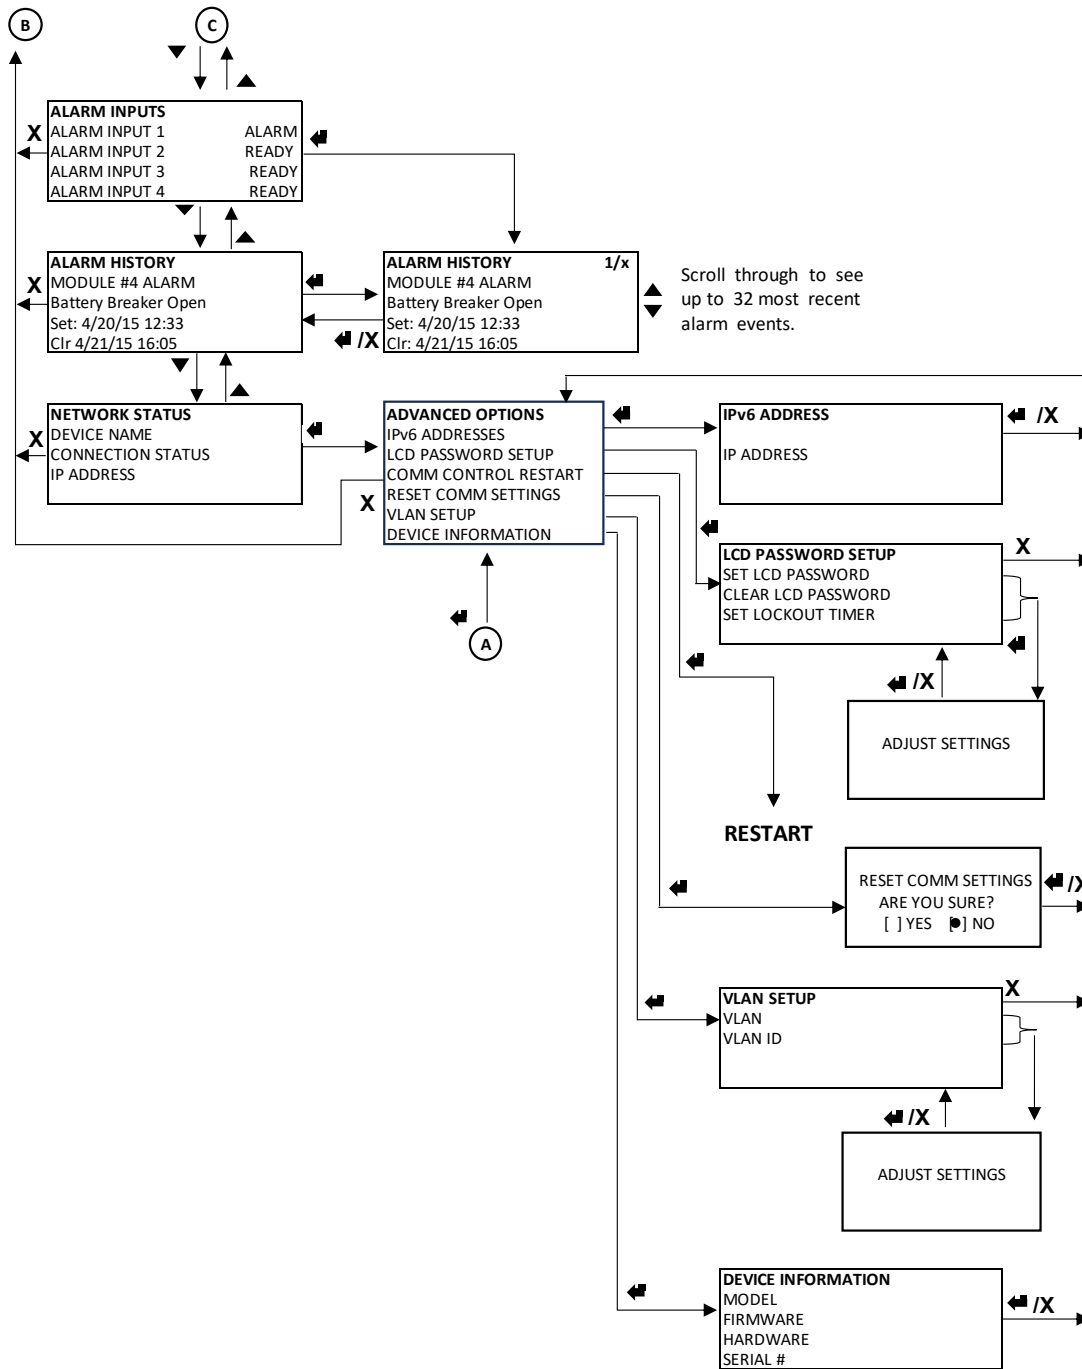 B
C
X
ALARM INPUTS
ALARM INPUT 1 ALARM
ALARM INPUT 2 READY
ALARM INPUT 3 READY
ALARM INPUT 4 READY
X
ALARM HISTORY
MODULE #4 ALARM
Battery Breaker Open
Set: 4/20/15 12:33
Clr 4/21/15 16:05
ALARM HISTORY 1/x
MODULE #4 ALARM
Battery Breaker Open
Set: 4/20/15 12:33
Clr: 4/21/15 16:05
/X
Scroll through to see
up to 32 most recent
alarm events.
X
NETWORK STATUS
DEVICE NAME
CONNECTION STATUS
IP ADDRESS
X
ADVANCED OPTIONS
IPv6 ADDRESSES
LCD PASSWORD SETUP
COMM CONTROL RESTART
RESET COMM SETTINGS
VLAN SETUP
DEVICE INFORMATION
A
IPv6 ADDRESS
IP ADDRESS
/X
LCD PASSWORD SETUP
SET LCD PASSWORD
CLEAR LCD PASSWORD
SET LOCKOUT TIMER
X
/X
ADJUST SETTINGS
RESTART
RESET COMM SETTINGS
ARE YOU SURE?
[ ] YES [●] NO
/X
VLAN SETUP
VLAN
VLAN ID
X
/X
ADJUST SETTINGS
DEVICE INFORMATION
MODEL
FIRMWARE
HARDWARE
SERIAL #
/X